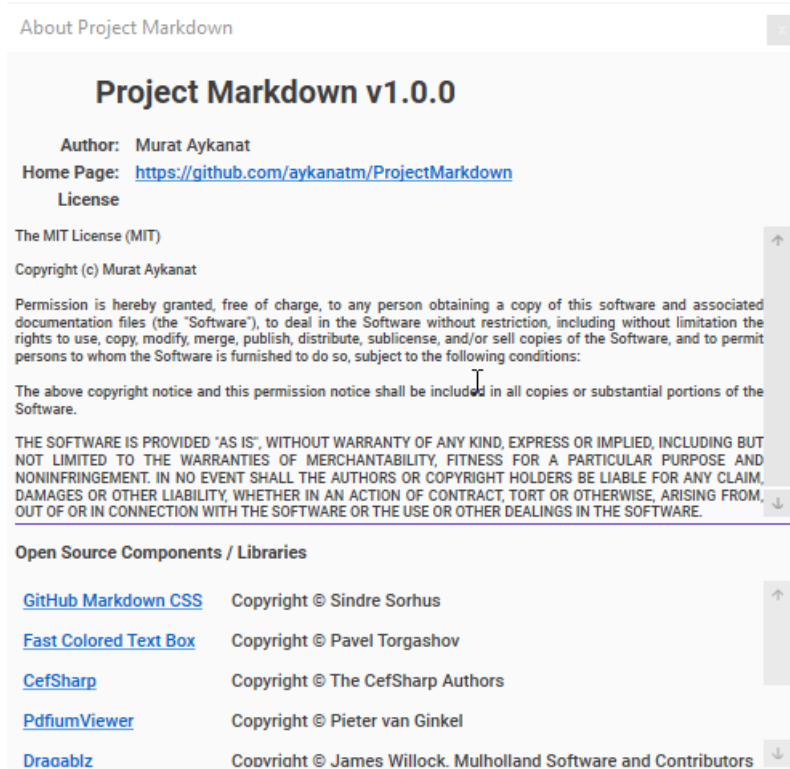 About Project Markdown
x
Project Markdown v1.0.0
Author: Murat Aykanat
Home Page: https://github.com/aykanatm/ProjectMarkdown
License
The MIT License (MIT)
Copyright (c) Murat Aykanat
Permission is hereby granted, free of charge, to any person obtaining a copy of this software and associated
documentation files (the "Software"), to deal in the Software without restriction, including without limitation the
rights to use, copy, modify, merge, publish, distribute, sublicense, and/or sell copies of the Software, and to permit
persons to whom the Software is furnished to do so, subject to the following conditions:
The above copyright notice and this permission notice shall be included in all copies or substantial portions of the
Software.
THE SOFTWARE IS PROVIDED "AS IS", WITHOUT WARRANTY OF ANY KIND, EXPRESS OR IMPLIED, INCLUDING BUT
NOT LIMITED TO THE WARRANTIES OF MERCHANTABILITY, FITNESS FOR A PARTICULAR PURPOSE AND
NONINFRINGEMENT. IN NO EVENT SHALL THE AUTHORS OR COPYRIGHT HOLDERS BE LIABLE FOR ANY CLAIM,
DAMAGES OR OTHER LIABILITY, WHETHER IN AN ACTION OF CONTRACT, TORT OR OTHERWISE, ARISING FROM,
OUT OF OR IN CONNECTION WITH THE SOFTWARE OR THE USE OR OTHER DEALINGS IN THE SOFTWARE.
Open Source Components / Libraries
GitHub Markdown CSS Copyright © Sindre Sorhus
Fast Colored Text Box Copyright © Pavel Torgashov
CefSharp Copyright © The CefSharp Authors
PdfiumViewer Copyright © Pieter van Ginkel
Dragablz Copyright © James Willock, Mulholland Software and Contributors